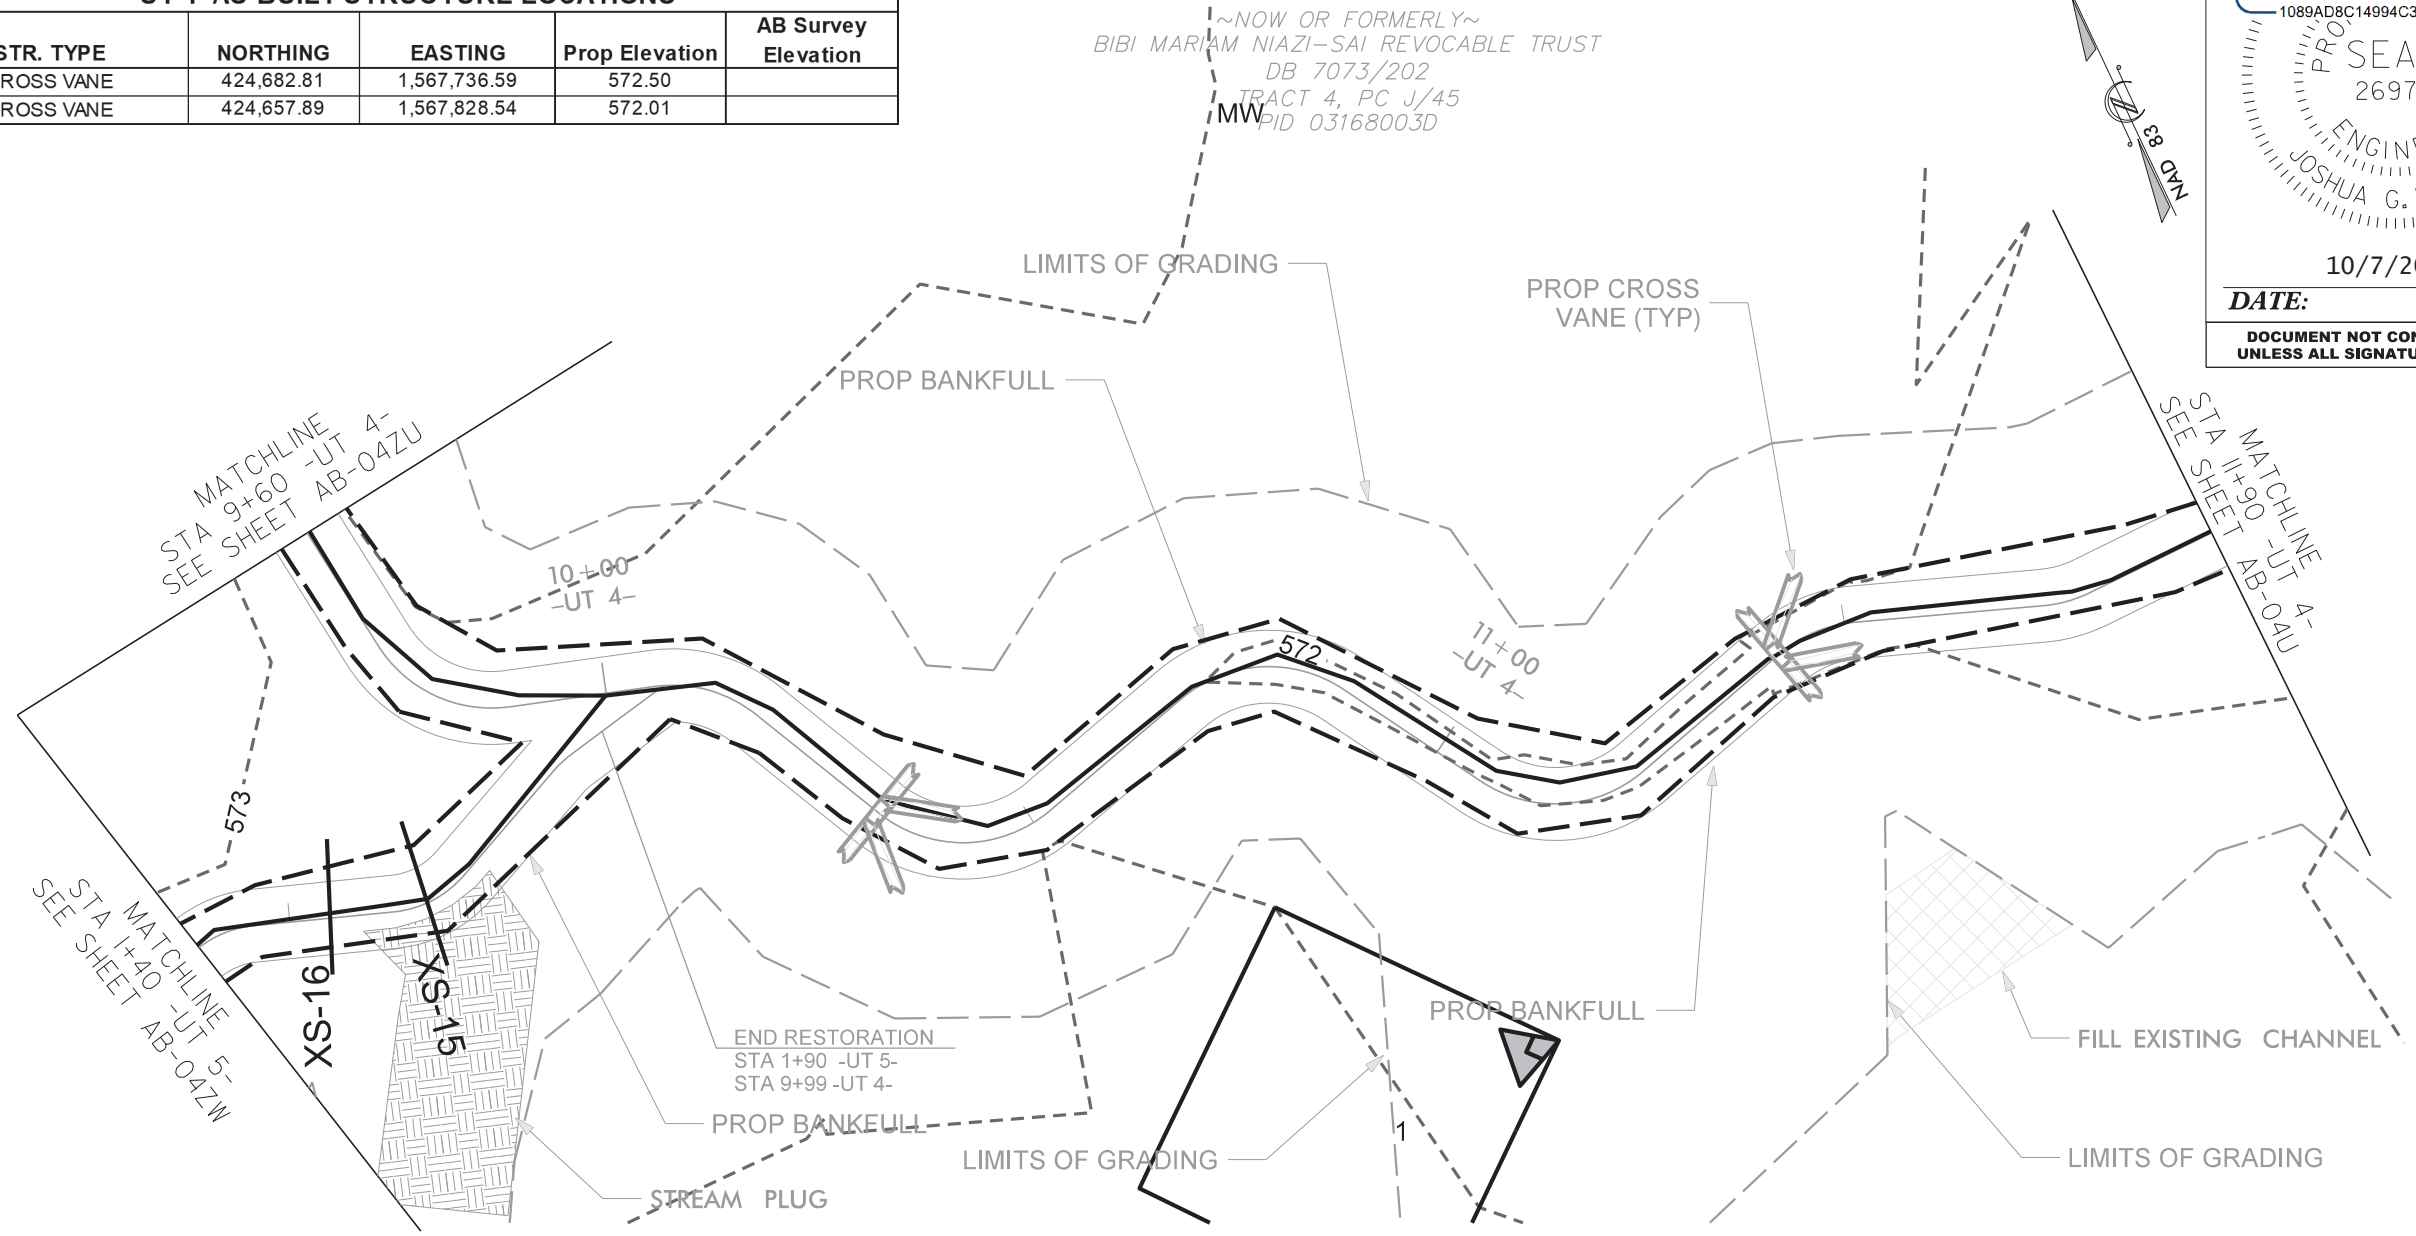 AS-BUILT STRUCTURE LOCATIONS
STR. TYPE NORTHING EASTING Prop Elevation AB Survey Elevation
ROSS VANE 424,682.81 1,567,736.59 572.50
ROSS VANE 424,657.89 1,567,828.54 572.01
~NOW OR FORMERLY~
BIBI MARIAM NIAZI-SAI REVOCABLE TRUST
DB 7073/202
TRACT 4, PC J/45
PID 03168003D
MW
NAD 83
1089AD8C14994C3
SEA
2697
JOSHUA G.
10/7/20
DATE:
DOCUMENT NOT CON
UNLESS ALL SIGNATU
LIMITS OF GRADING
PROP CROSS
VANE (TYP)
PROP BANKFULL
MATCHLINE
STA 9+60 -UT 4-
SEE SHEET AB-04ZU
MATCHLINE
STA 11+90 -UT 4-
SEE SHEET AB-04U
10+00
-UT 4-
572
11+00
-UT 4-
573
MATCHLINE
STA 1+40 -UT 5-
SEE SHEET AB-04ZW
XS-16
XS-15
END RESTORATION
STA 1+90 -UT 5-
STA 9+99 -UT 4-
PROP BANKFULL
STREAM PLUG
LIMITS OF GRADING
1
PROP BANKFULL
FILL EXISTING CHANNEL
LIMITS OF GRADING